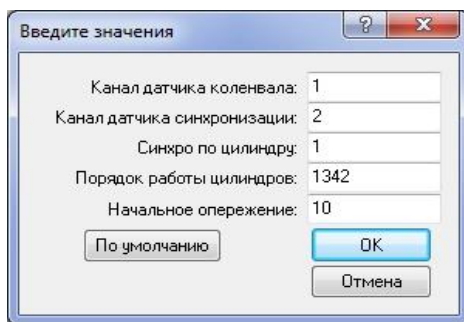 Введите значения
Канал датчика коленвала: 1
Канал датчика синхронизации: 2
Синхро по цилиндру: 1
Порядок работы цилиндров: 1342
Начальное опережение: 10
По умолчанию OK
Отмена